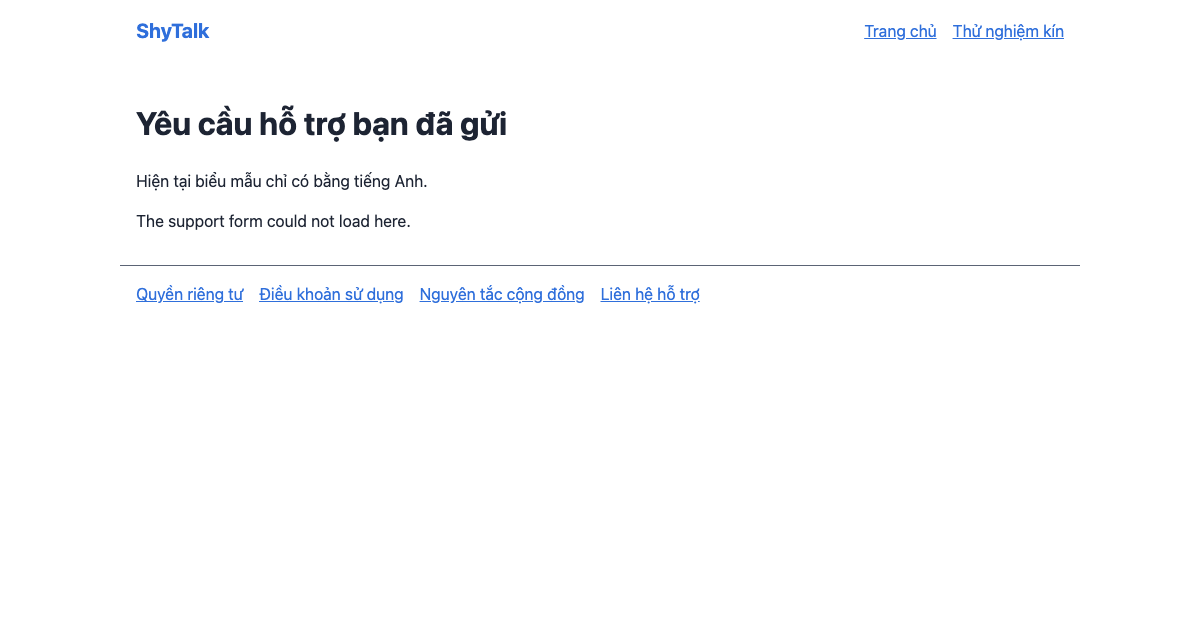 ShyTalk
Trang chủ Thử nghiệm kín
Yêu cầu hỗ trợ bạn đã gửi
Hiện tại biểu mẫu chỉ có bằng tiếng Anh.
The support form could not load here.
Quyền riêng tư Điều khoản sử dụng Nguyên tắc cộng đồng Liên hệ hỗ trợ